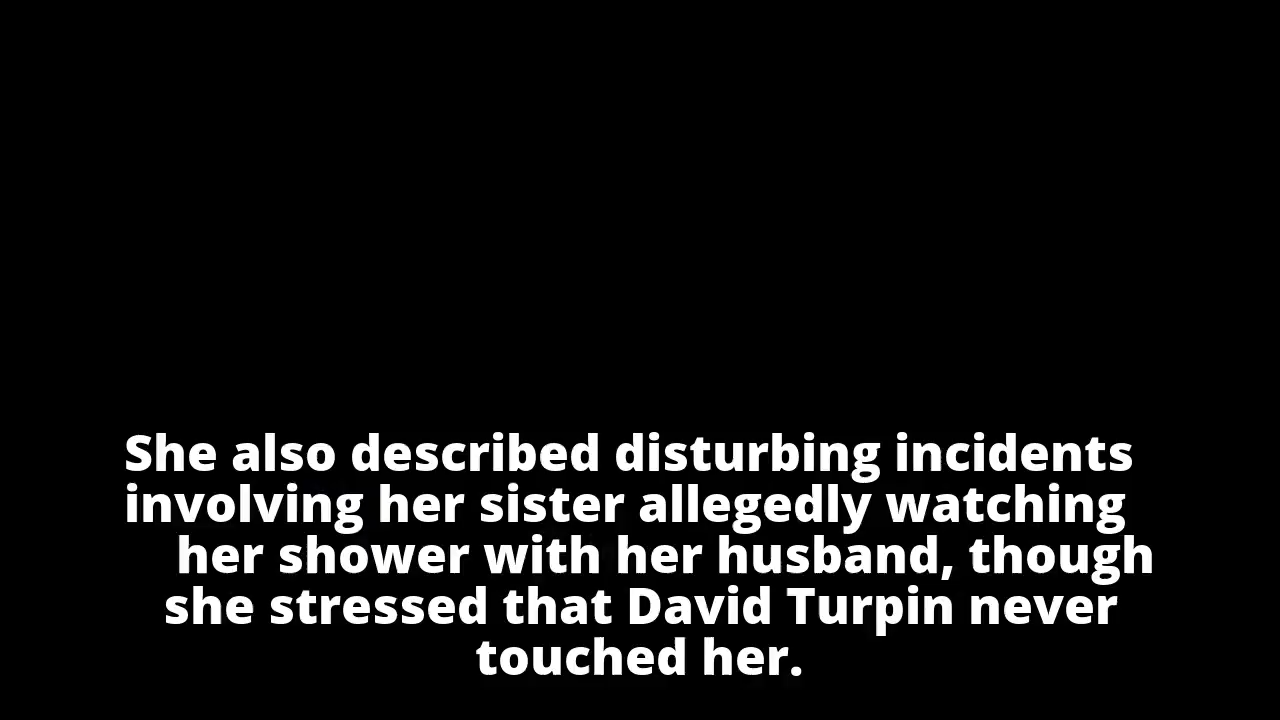 She also described disturbing incidents
involving her sister allegedly watching
her shower with her husband, though
she stressed that David Turpin never
touched her.